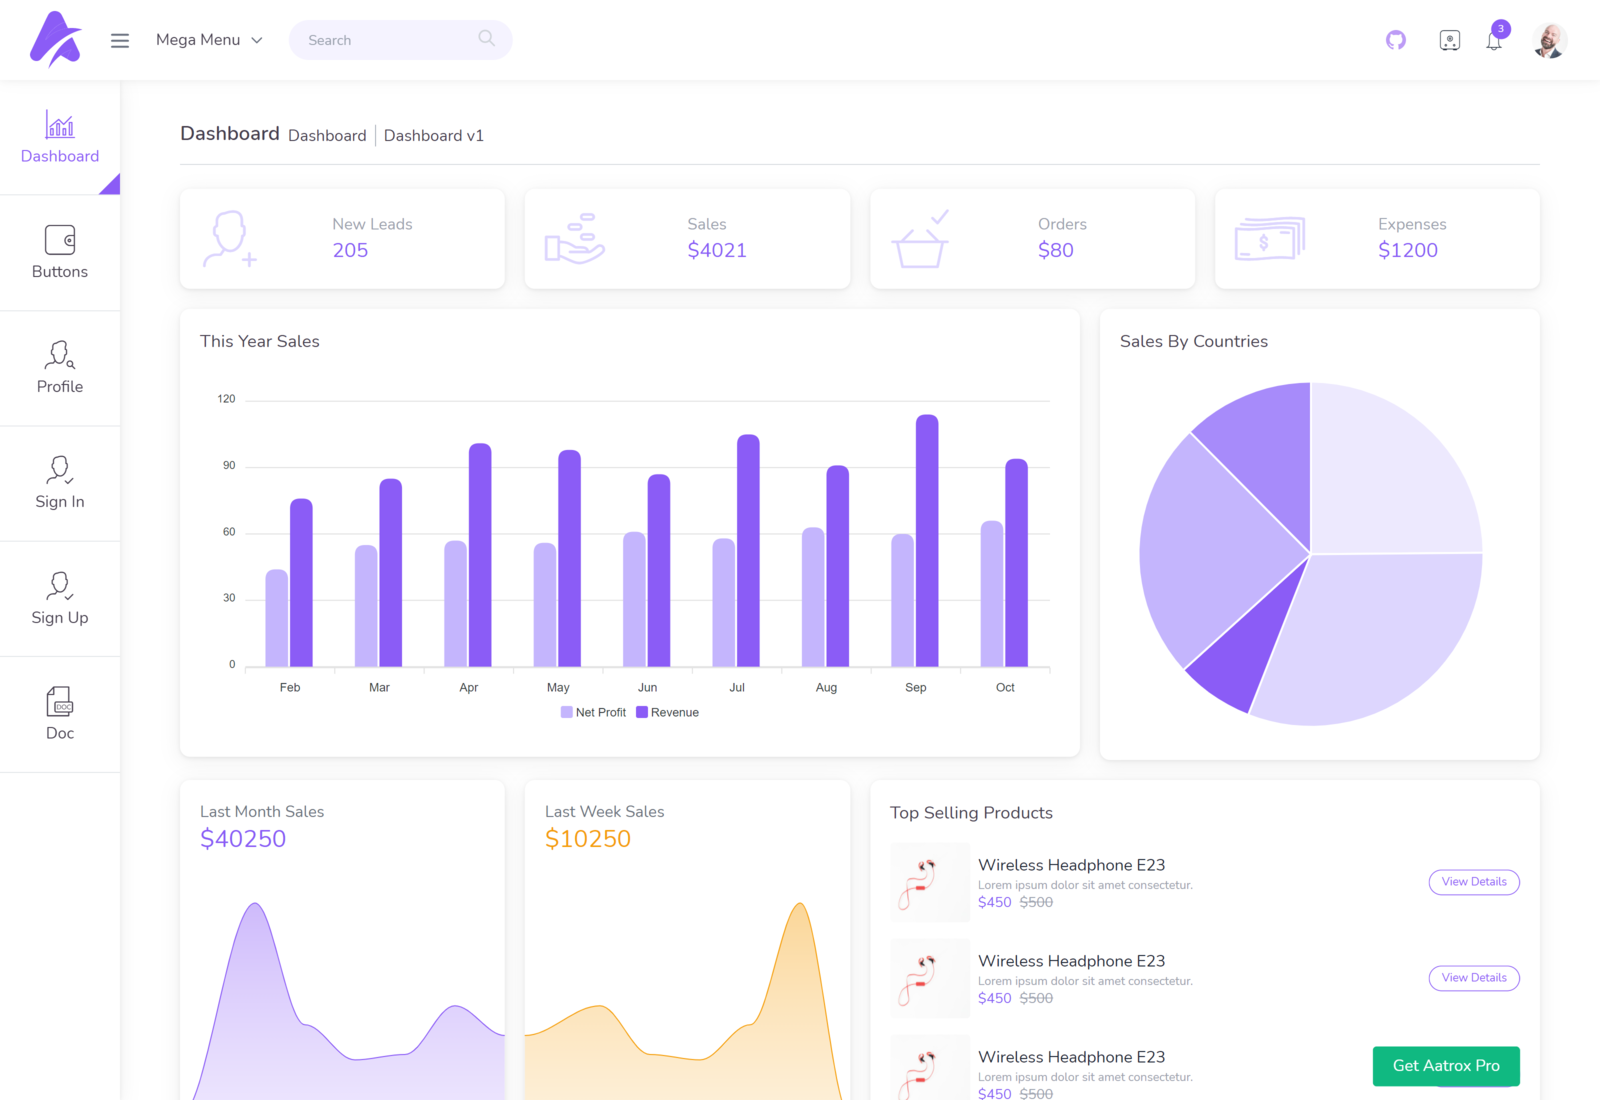 Mega Menu
Search
3
Dashboard
Buttons
Profile
Sign In
Sign Up
DOC
Doc
Dashboard Dashboard Dashboard v1
New Leads
205
Sales
$4021
Orders
$80
$
Expenses
$1200
This Year Sales
120
90
60
30
0
Feb Mar Apr May Jun Jul Aug Sep Oct
Net Profit Revenue
Sales By Countries
Last Month Sales
$40250
Last Week Sales
$10250
Top Selling Products
Wireless Headphone E23
Lorem ipsum dolor sit amet consectetur.
$450 $500
View Details
Wireless Headphone E23
Lorem ipsum dolor sit amet consectetur.
$450 $500
View Details
Wireless Headphone E23
Lorem ipsum dolor sit amet consectetur.
$450 $500
Get Aatrox Pro